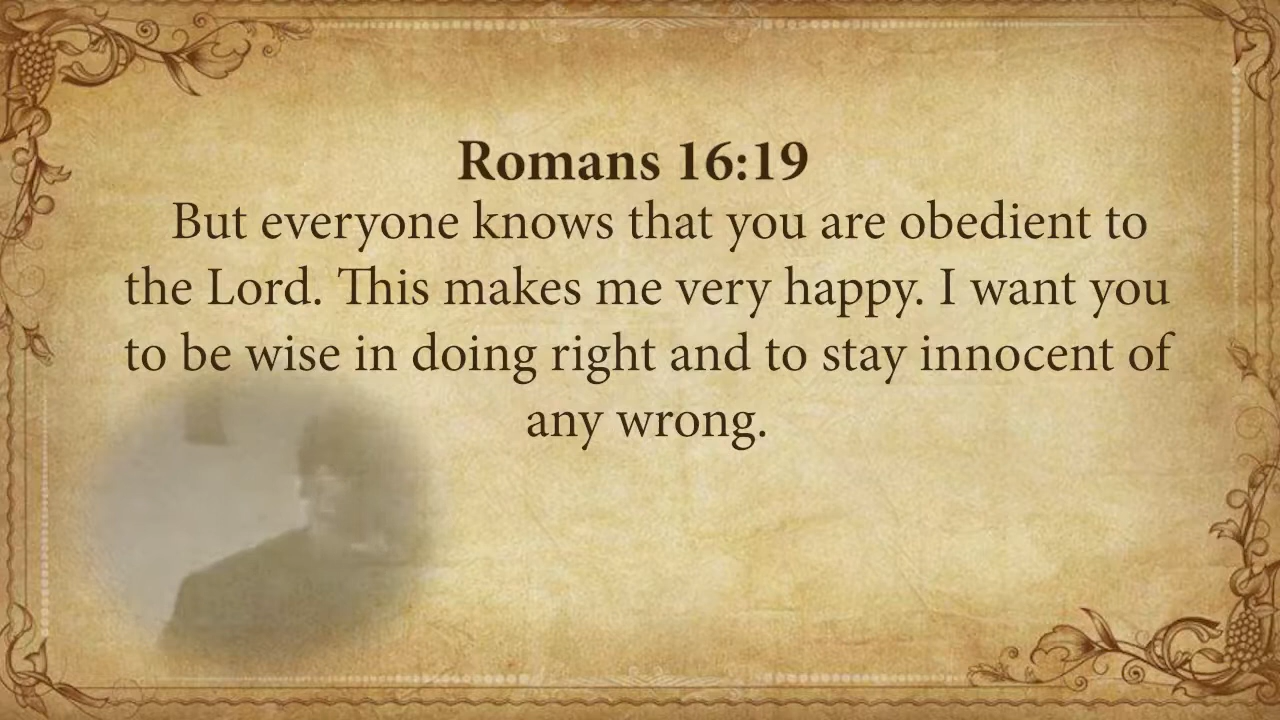 Romans 16:19
But everyone knows that you are obedient to
the Lord. This makes me very happy. I want you
to be wise in doing right and to stay innocent of
any wrong.